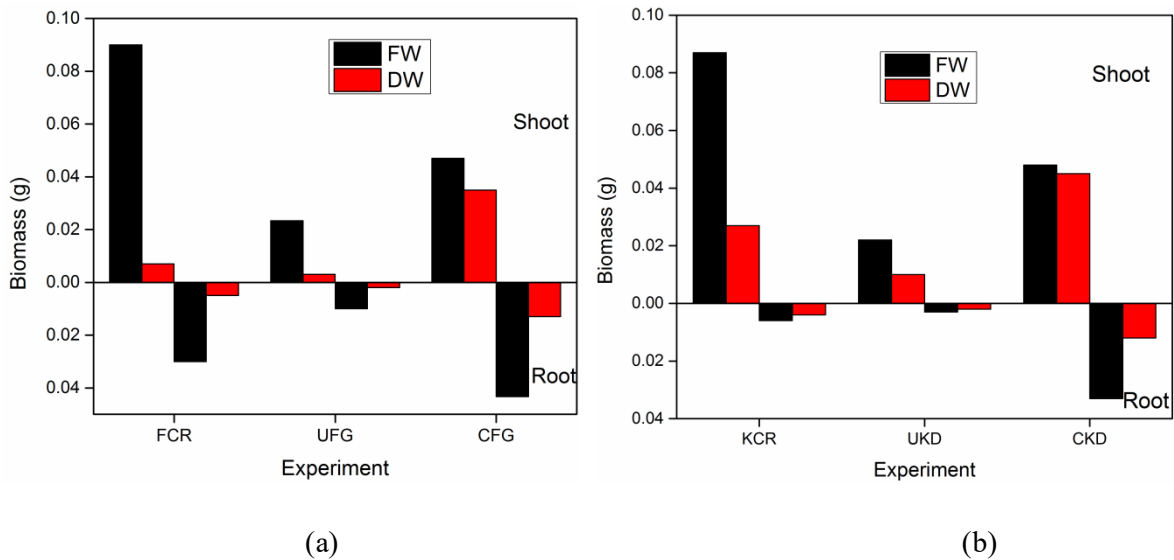 0.10
0.08
0.06
0.04
0.02
0.00
0.02
0.04
Biomass (g)
FW
DW
Shoot
Root
FCR UFG CFG
Experiment
(a)
0.10
0.08
0.06
0.04
0.02
0.00
0.02
0.04
Biomass (g)
FW
DW
Shoot
Root
KCR UKD CKD
Experiment
(b)